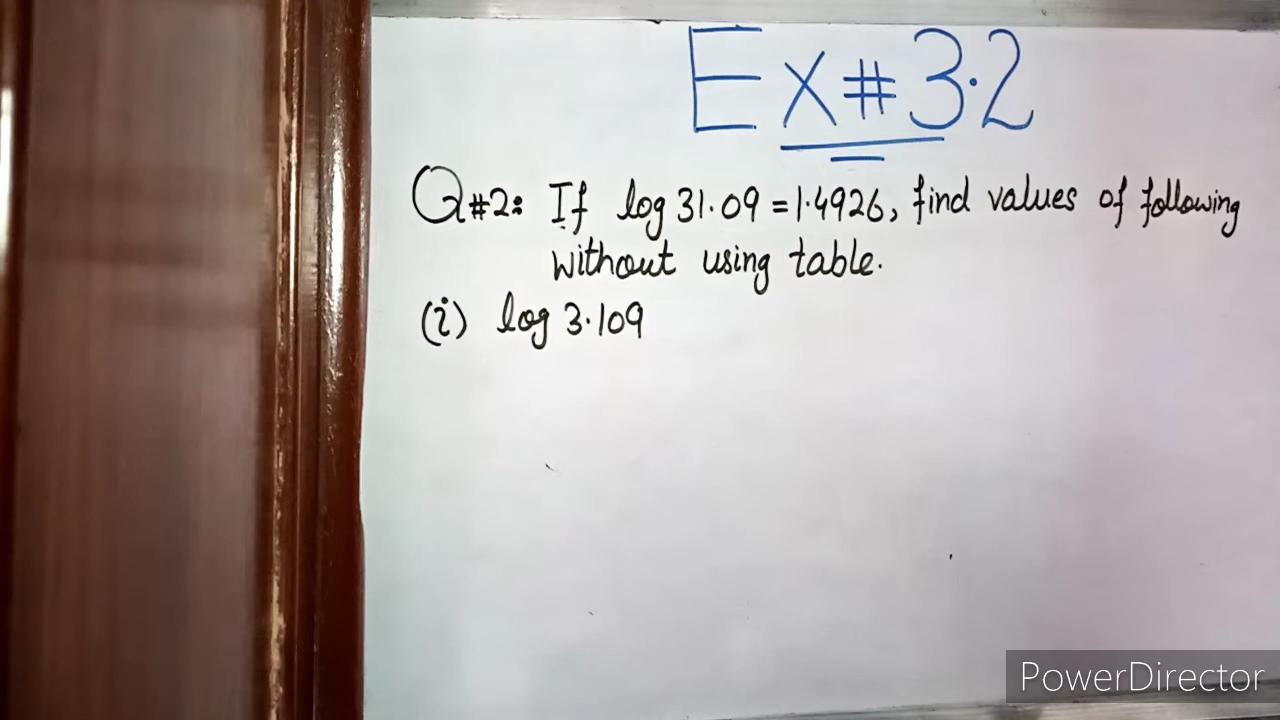 Ex#3.2
Q#2: If log 31.09 = 1.4926, find values of following
without using table.
(i) log 3.109
PowerDirector